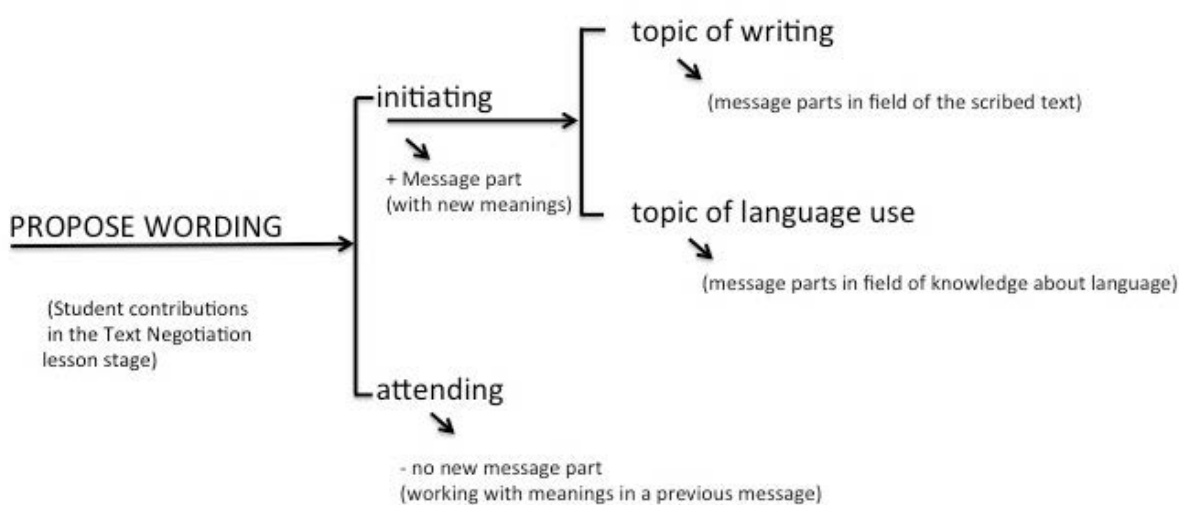 topic of writing
(message parts in field of the scribed text)
initiating
+ Message part
(with new meanings)
topic of language use
(message parts in field of knowledge about language)
PROPOSE WORDING
(Student contributions
in the Text Negotiation
lesson stage)
attending
- no new message part
(working with meanings in a previous message)